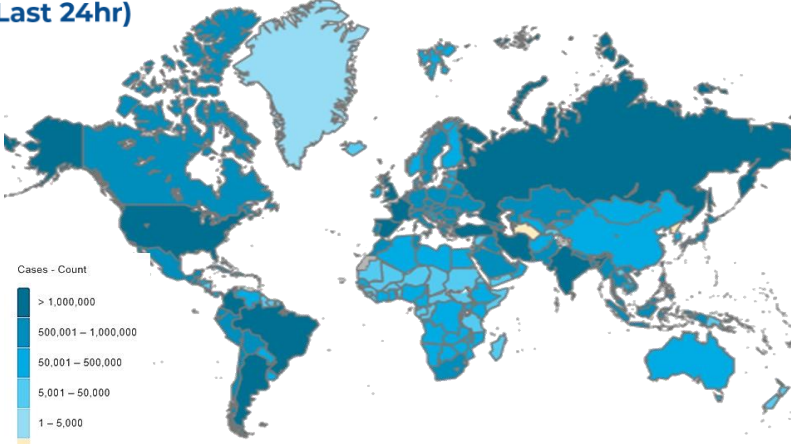 Last 24hr)
Cases - Count
> 1,000,000
500,001 – 1,000,000
50,001 – 500,000
5,001 – 50,000
1 – 5,000